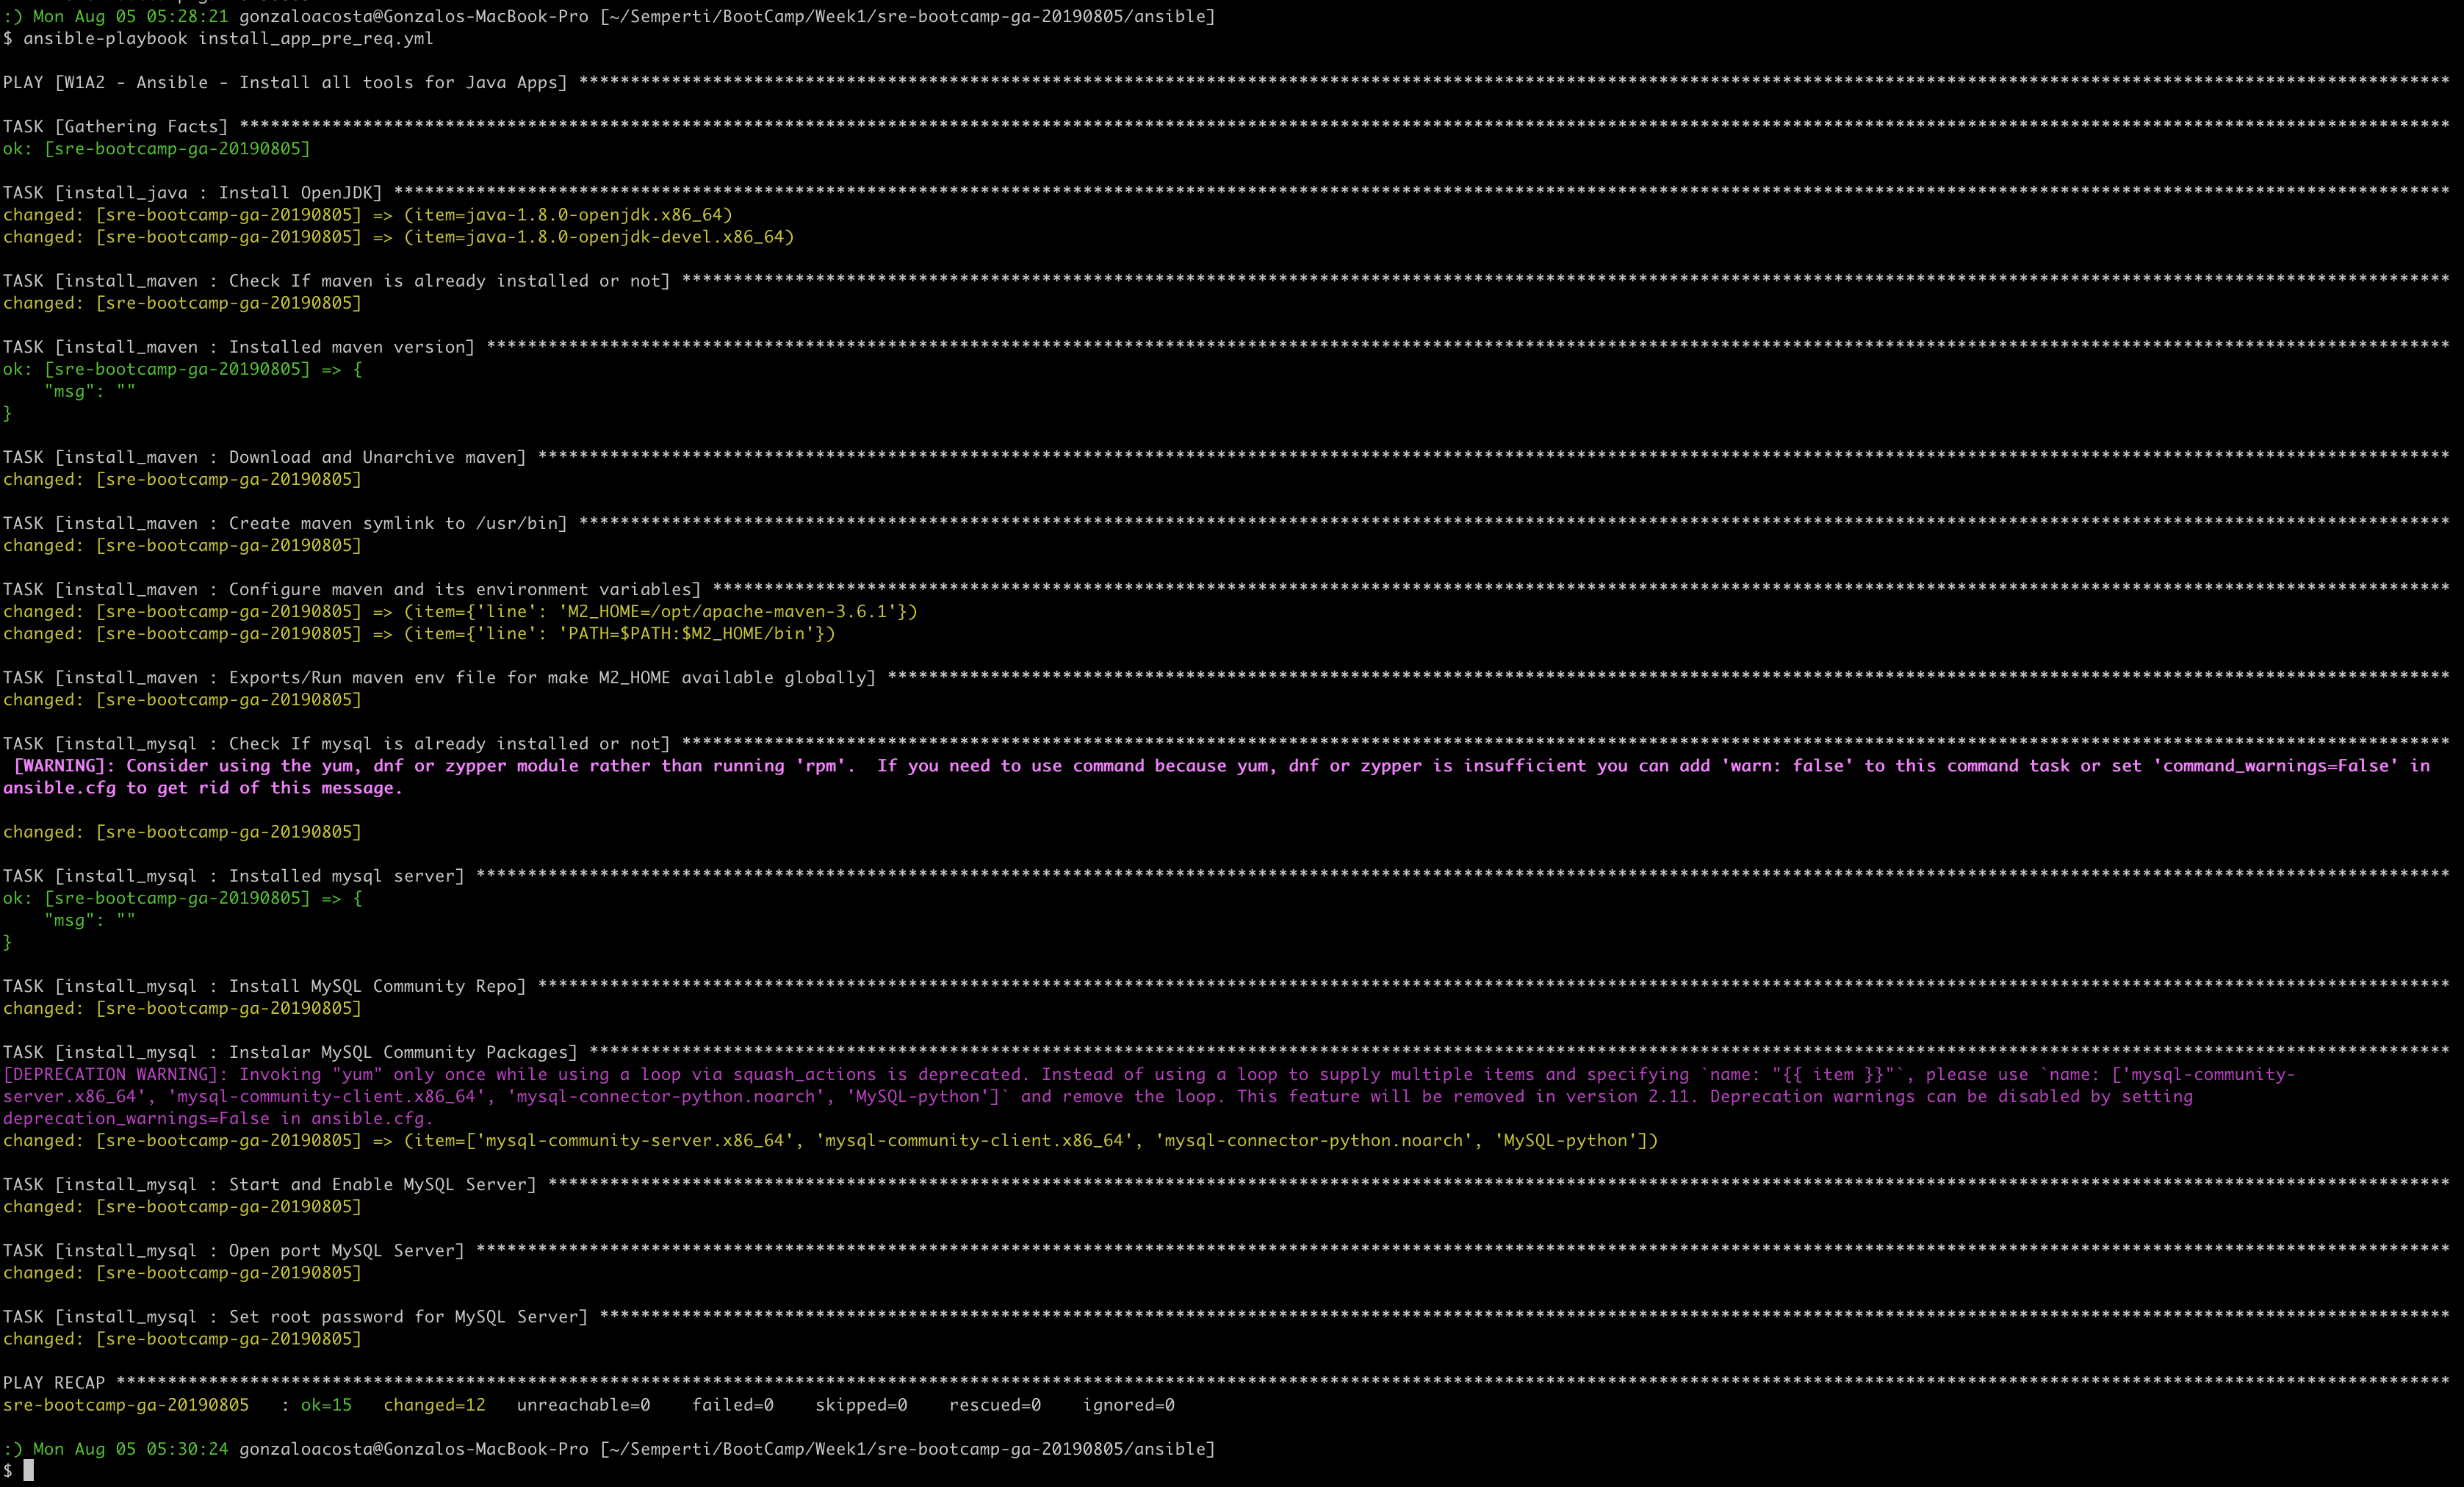 :) Mon Aug 05 05:28:21 gonzaloacosta@Gonzalos-MacBook-Pro [~/Semperti/BootCamp/Week1/sre-bootcamp-ga-20190805/ansible]
$ ansible-playbook install_app_pre_req.yml
PLAY [W1A2 - Ansible - Install all tools for Java Apps] ****************************************
TASK [Gathering Facts] ****************************************
ok: [sre-bootcamp-ga-20190805]
TASK [install_java : Install OpenJDK] ****************************************
changed: [sre-bootcamp-ga-20190805] => (item=java-1.8.0-openjdk.x86_64)
changed: [sre-bootcamp-ga-20190805] => (item=java-1.8.0-openjdk-devel.x86_64)
TASK [install_maven : Check If maven is already installed or not] ****************************************
changed: [sre-bootcamp-ga-20190805]
TASK [install_maven : Installed maven version] ****************************************
ok: [sre-bootcamp-ga-20190805] => {
    "msg": ""
}
TASK [install_maven : Download and Unarchive maven] ****************************************
changed: [sre-bootcamp-ga-20190805]
TASK [install_maven : Create maven symlink to /usr/bin] ****************************************
changed: [sre-bootcamp-ga-20190805]
TASK [install_maven : Configure maven and its environment variables] ****************************************
changed: [sre-bootcamp-ga-20190805] => (item={'line': 'M2_HOME=/opt/apache-maven-3.6.1'})
changed: [sre-bootcamp-ga-20190805] => (item={'line': 'PATH=$PATH:$M2_HOME/bin'})
TASK [install_maven : Exports/Run maven env file for make M2_HOME available globally] ****************************************
changed: [sre-bootcamp-ga-20190805]
TASK [install_mysql : Check If mysql is already installed or not] ****************************************
 [WARNING]: Consider using the yum, dnf or zypper module rather than running 'rpm'.  If you need to use command because yum, dnf or zypper is insufficient you can add 'warn: false' to this command task or set 'command_warnings=False' in
ansible.cfg to get rid of this message.
changed: [sre-bootcamp-ga-20190805]
TASK [install_mysql : Installed mysql server] ****************************************
ok: [sre-bootcamp-ga-20190805] => {
    "msg": ""
}
TASK [install_mysql : Install MySQL Community Repo] ****************************************
changed: [sre-bootcamp-ga-20190805]
TASK [install_mysql : Instalar MySQL Community Packages] ****************************************
[DEPRECATION WARNING]: Invoking "yum" only once while using a loop via squash_actions is deprecated. Instead of using a loop to supply multiple items and specifying `name: "{{ item }}"`, please use `name: ['mysql-community-
server.x86_64', 'mysql-community-client.x86_64', 'mysql-connector-python.noarch', 'MySQL-python']` and remove the loop. This feature will be removed in version 2.11. Deprecation warnings can be disabled by setting
deprecation_warnings=False in ansible.cfg.
changed: [sre-bootcamp-ga-20190805] => (item=['mysql-community-server.x86_64', 'mysql-community-client.x86_64', 'mysql-connector-python.noarch', 'MySQL-python'])
TASK [install_mysql : Start and Enable MySQL Server] ****************************************
changed: [sre-bootcamp-ga-20190805]
TASK [install_mysql : Open port MySQL Server] ****************************************
changed: [sre-bootcamp-ga-20190805]
TASK [install_mysql : Set root password for MySQL Server] ****************************************
changed: [sre-bootcamp-ga-20190805]
PLAY RECAP ****************************************
sre-bootcamp-ga-20190805   : ok=15   changed=12   unreachable=0    failed=0    skipped=0    rescued=0    ignored=0
:) Mon Aug 05 05:30:24 gonzaloacosta@Gonzalos-MacBook-Pro [~/Semperti/BootCamp/Week1/sre-bootcamp-ga-20190805/ansible]
$